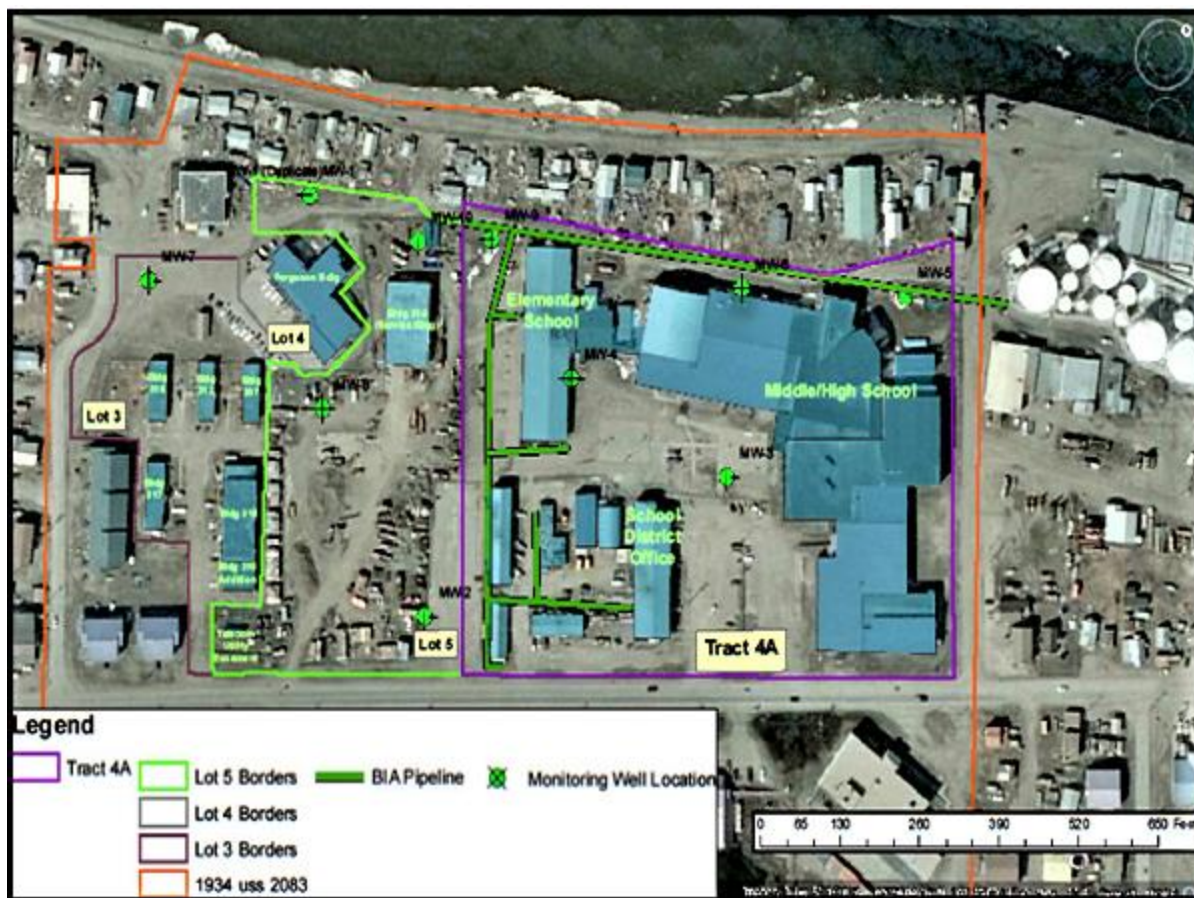 (Duplicate)MW-1
MW-10
MW-9
MW-7
MW-6
MW-5
Ferguson Bldg
Elementary
School
Lot 4
MW-4
Middle/High School
MW-8
Lot 3
MW-3
School
District
Office
MW-2
Lot 5
Tract 4A
Legend
Tract 4A
Lot 5 Borders
BIA Pipeline
Monitoring Well Location
Lot 4 Borders
Lot 3 Borders
1934 uss 2083
0 65 130 260 390 520 650